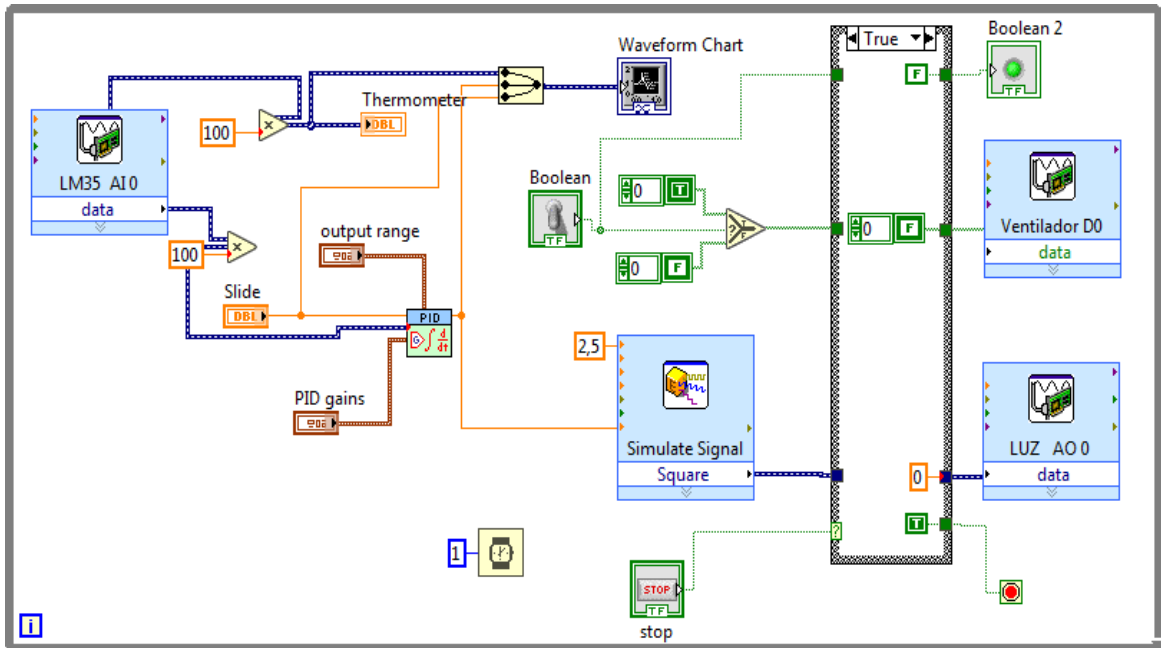 True
Boolean 2
F
TF
Waveform Chart
Thermometer
DBL
100
LM35 AI 0
data
100
output range
Slide
DBL
PID
PID gains
Boolean
TF
0 T
0 F
0 F
Ventilador D0
data
2,5
Simulate Signal
Square
LUZ AO 0
data
0
T
?
1
STOP
TF
stop
i